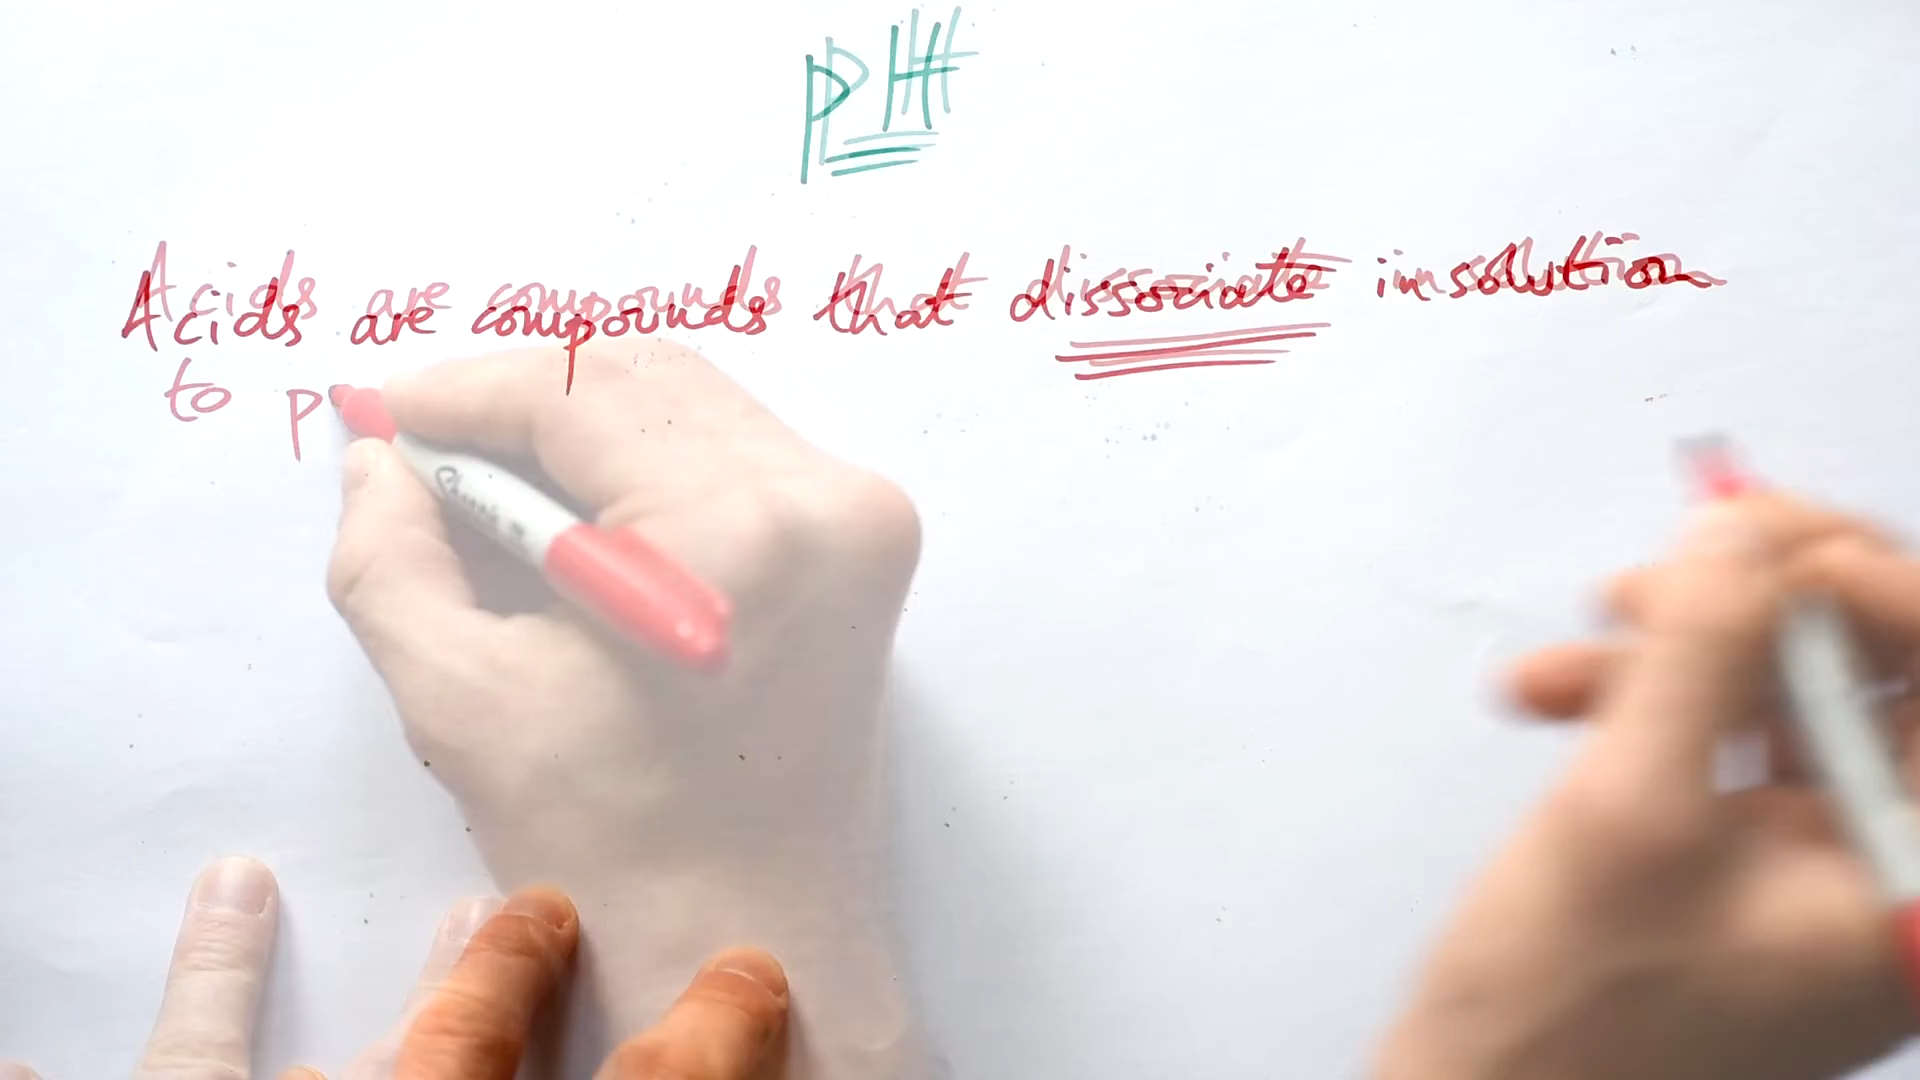 pH
Acids are compounds that dissociate in solution
to p